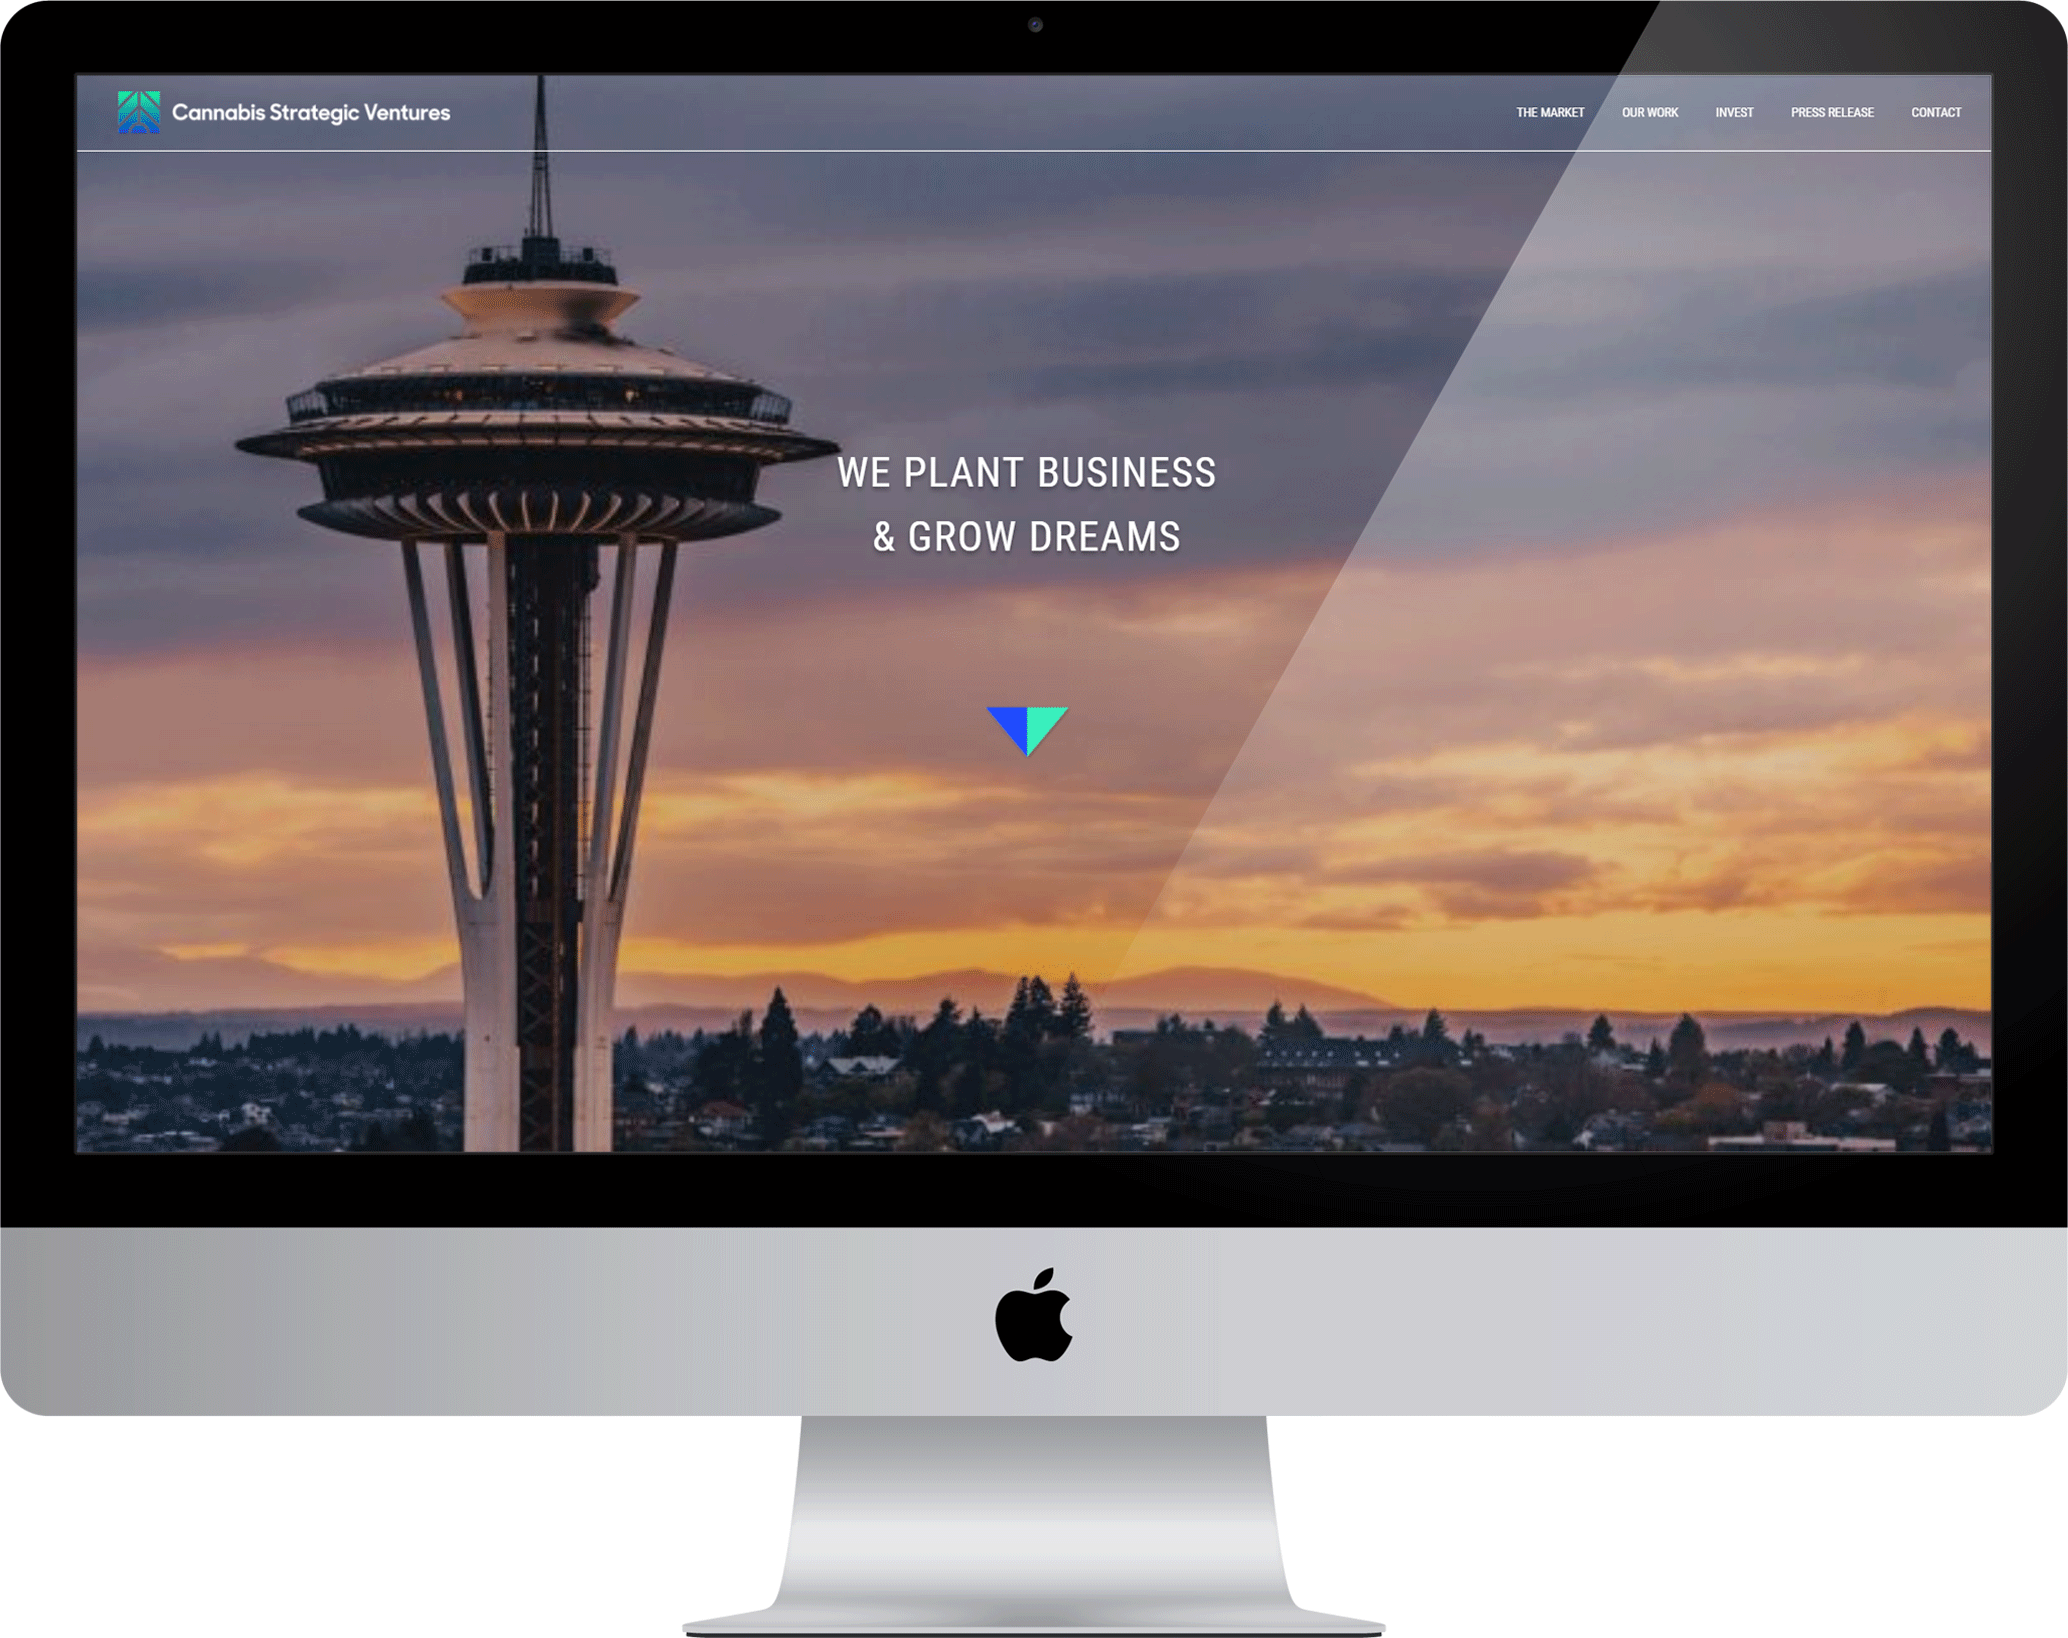 Cannabis Strategic Ventures
THE MARKET OUR WORK INVEST PRESS RELEASE CONTACT
WE PLANT BUSINESS
& GROW DREAMS